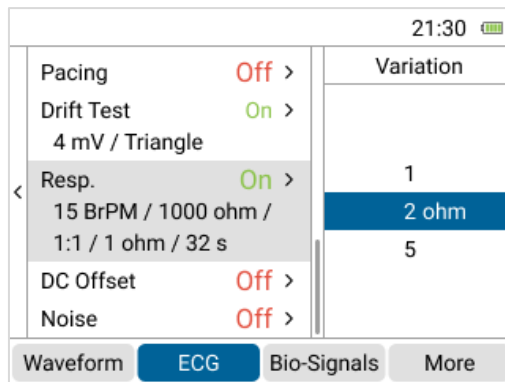 21:30
Pacing Off >
Drift Test On >
4 mV / Triangle
Resp. On >
15 BrPM / 1000 ohm /
1:1 / 1 ohm / 32 s
DC Offset Off >
Noise Off >
<
Variation
1
2 ohm
5
Waveform ECG Bio-Signals More